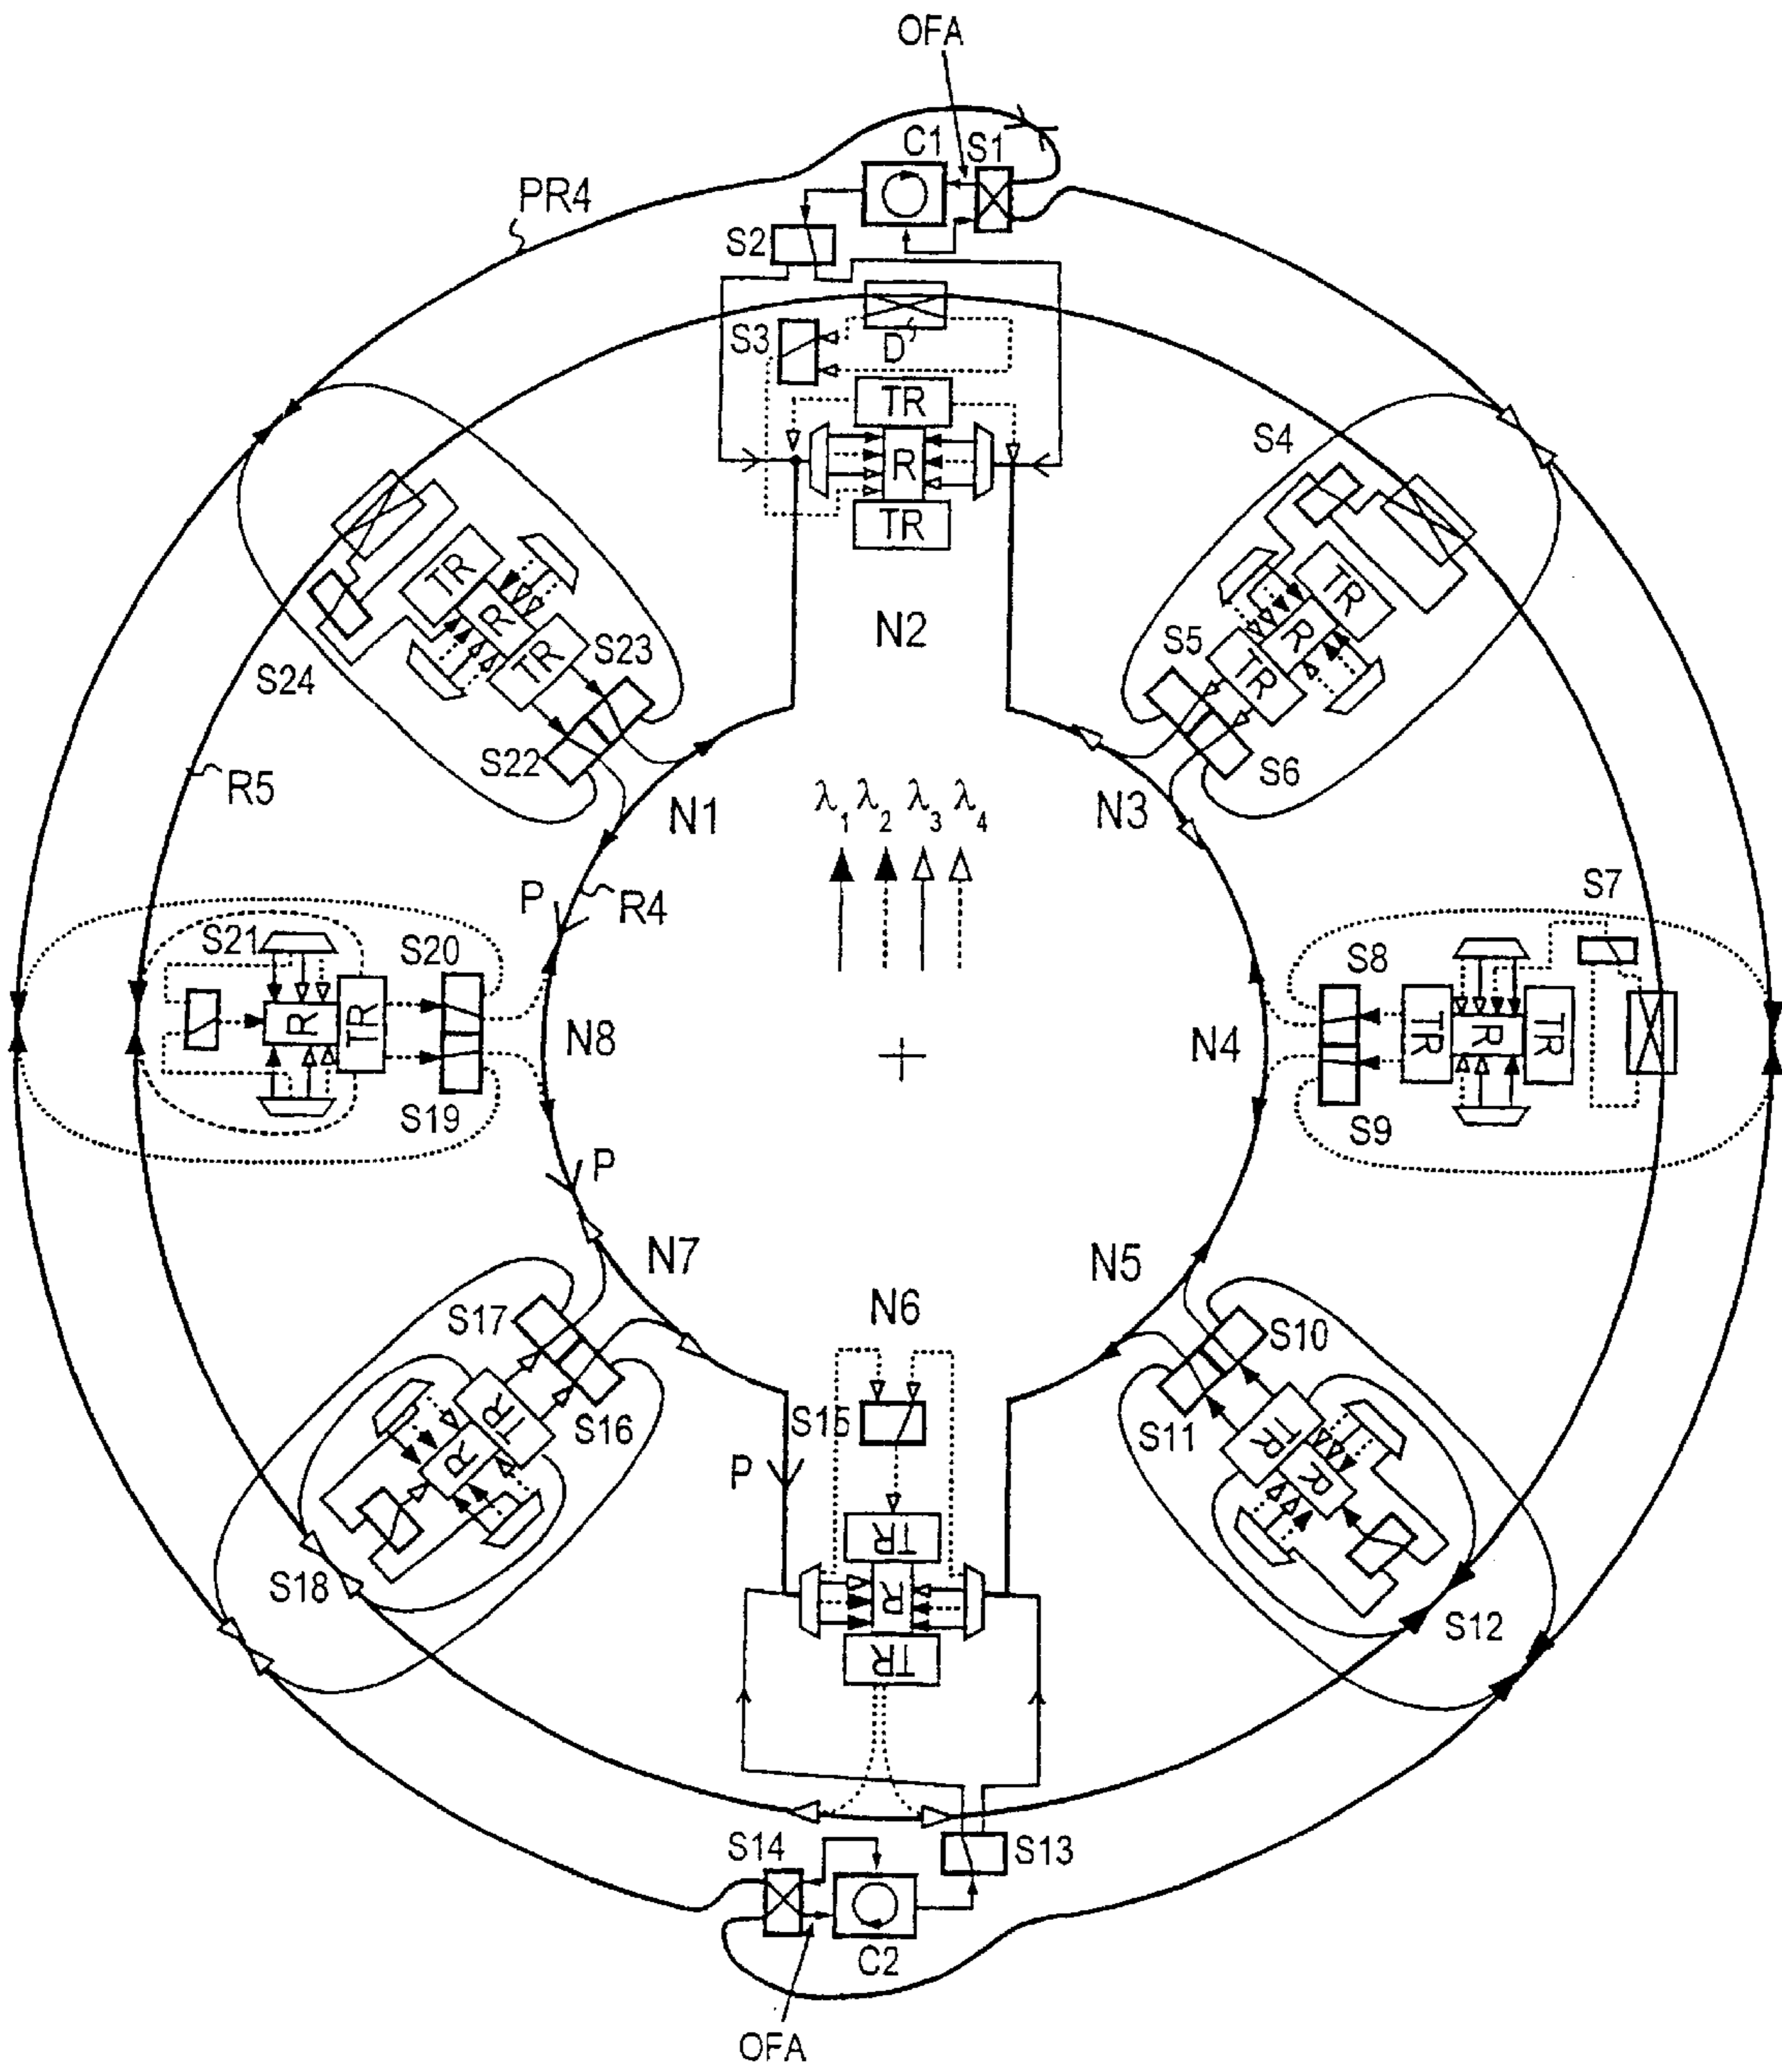 OFA
C1
S1
PR4
S2
S3
D'
TR
R
TR
S4
TR
R
TR
S23
S24
S22
N2
TR
R
TR
S5
S6
R5
N1
N3
λ1 λ2 λ3 λ4
P
R4
S7
S21
S20
R
TR
N8
S19
S8
N4
TR
R
TR
S9
P
N7
N5
N6
S17
S10
S15
S16
S11
TR
R
TR
R
P
TR
R
TR
S18
S12
S14
S13
C2
OFA